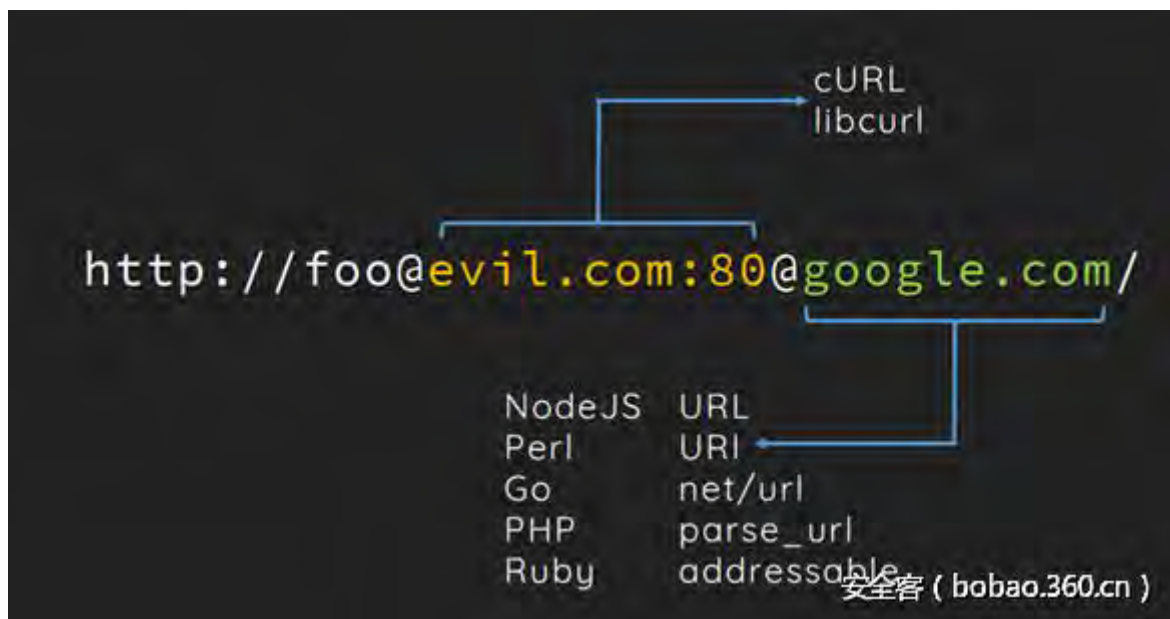 cURL
libcurl
http://foo@evil.com:80@google.com/
NodeJS URL
Perl URI
Go net/url
PHP parse_url
Ruby addressable
安全客 ( bobao.360.cn )